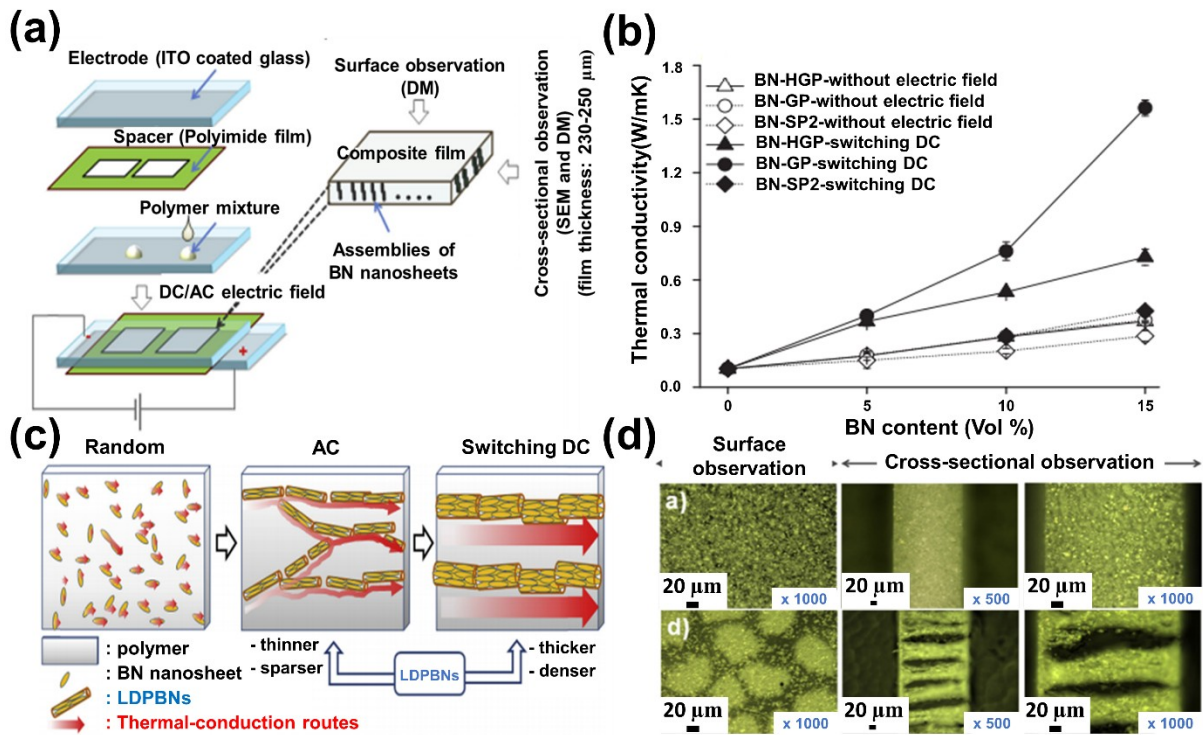 (a)
Electrode (ITO coated glass)
Spacer (Polyimide film)
Polymer mixture
DC/AC electric field
+
Surface observation
(DM)
Composite film
Assemblies of
BN nanosheets
Cross-sectional observation
(SEM and DM)
(film thickness: 230-250 μm)
(b)
Thermal conductivity(W/mK)
1.8
1.5
1.2
0.9
0.6
0.3
0.0
BN-HGP-without electric field
BN-GP-without electric field
BN-SP2-without electric field
BN-HGP-switching DC
BN-GP-switching DC
BN-SP2-switching DC
0 5 10 15
BN content (Vol %)
(c)
Random
AC
Switching DC
: polymer
: BN nanosheet
: LDPBNs
: Thermal-conduction routes
- thinner
- sparser
LDPBNs
- thicker
- denser
(d)
Surface
observation
Cross-sectional observation
a)
20 μm
x 1000
20 μm
x 500
20 μm
x 1000
d)
20 μm
x 1000
20 μm
x 500
20 μm
x 1000